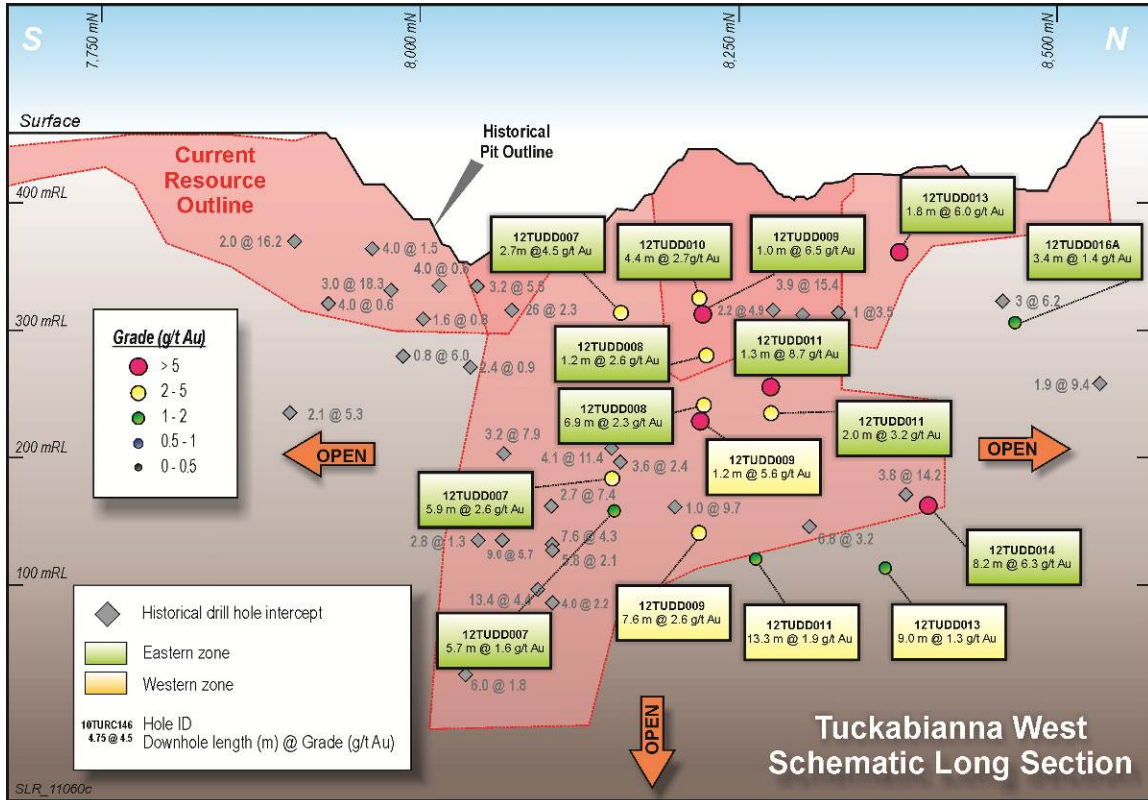 7,750 mN
8,000 mN
8,250 mN
8,500 mN
S
N
Surface
Historical
Pit Outline
Current
Resource
Outline
400 mRL
300 mRL
200 mRL
100 mRL
12TUDD013
1.8 m @ 6.0 g/t Au
12TUDD007
2.7m @4.5 g/t Au
12TUDD010
4.4 m @ 2.7g/t Au
12TUDD009
1.0 m @ 6.5 g/t Au
12TUDD016A
3.4 m @ 1.4 g/t Au
2.0 @ 16.2
4.0 @ 1.5
4.0 @ 0.6
3.0 @ 18.3
3.2 @ 5.8
4.0 @ 0.6
1.6 @ 0.8
26 @ 2.3
2.2 @ 4.9
3.9 @ 15.4
1 @3.5
3 @ 6.2
0.8 @ 6.0
2.4 @ 0.9
12TUDD008
1.2 m @ 2.6 g/t Au
12TUDD011
1.3 m @ 8.7 g/t Au
1.9 @ 9.4
Grade (g/t Au)
> 5
2 - 5
1 - 2
0.5 - 1
0 - 0.5
2.1 @ 5.3
12TUDD008
6.9 m @ 2.3 g/t Au
12TUDD011
2.0 m @ 3.2 g/t Au
OPEN
OPEN
3.2 @ 7.9
4.1 @ 11.4
3.6 @ 2.4
12TUDD009
1.2 m @ 5.6 g/t Au
12TUDD007
5.9 m @ 2.6 g/t Au
2.7 @ 7.4
1.0 @ 9.7
3.8 @ 14.2
2.8 @ 1.3
9.0 @ 5.7
7.6 @ 4.3
5.8 @ 2.1
6.8 @ 3.2
12TUDD014
8.2 m @ 6.3 g/t Au
13.4 @ 4.4
4.0 @ 2.2
12TUDD007
5.7 m @ 1.6 g/t Au
12TUDD009
7.6 m @ 2.6 g/t Au
12TUDD011
13.3 m @ 1.9 g/t Au
12TUDD013
9.0 m @ 1.3 g/t Au
6.0 @ 1.8
Historical drill hole intercept
Eastern zone
Western zone
10TURC146
4.75 @ 4.5
Hole ID
Downhole length (m) @ Grade (g/t Au)
OPEN
Tuckabianna West
Schematic Long Section
SLR_11060c